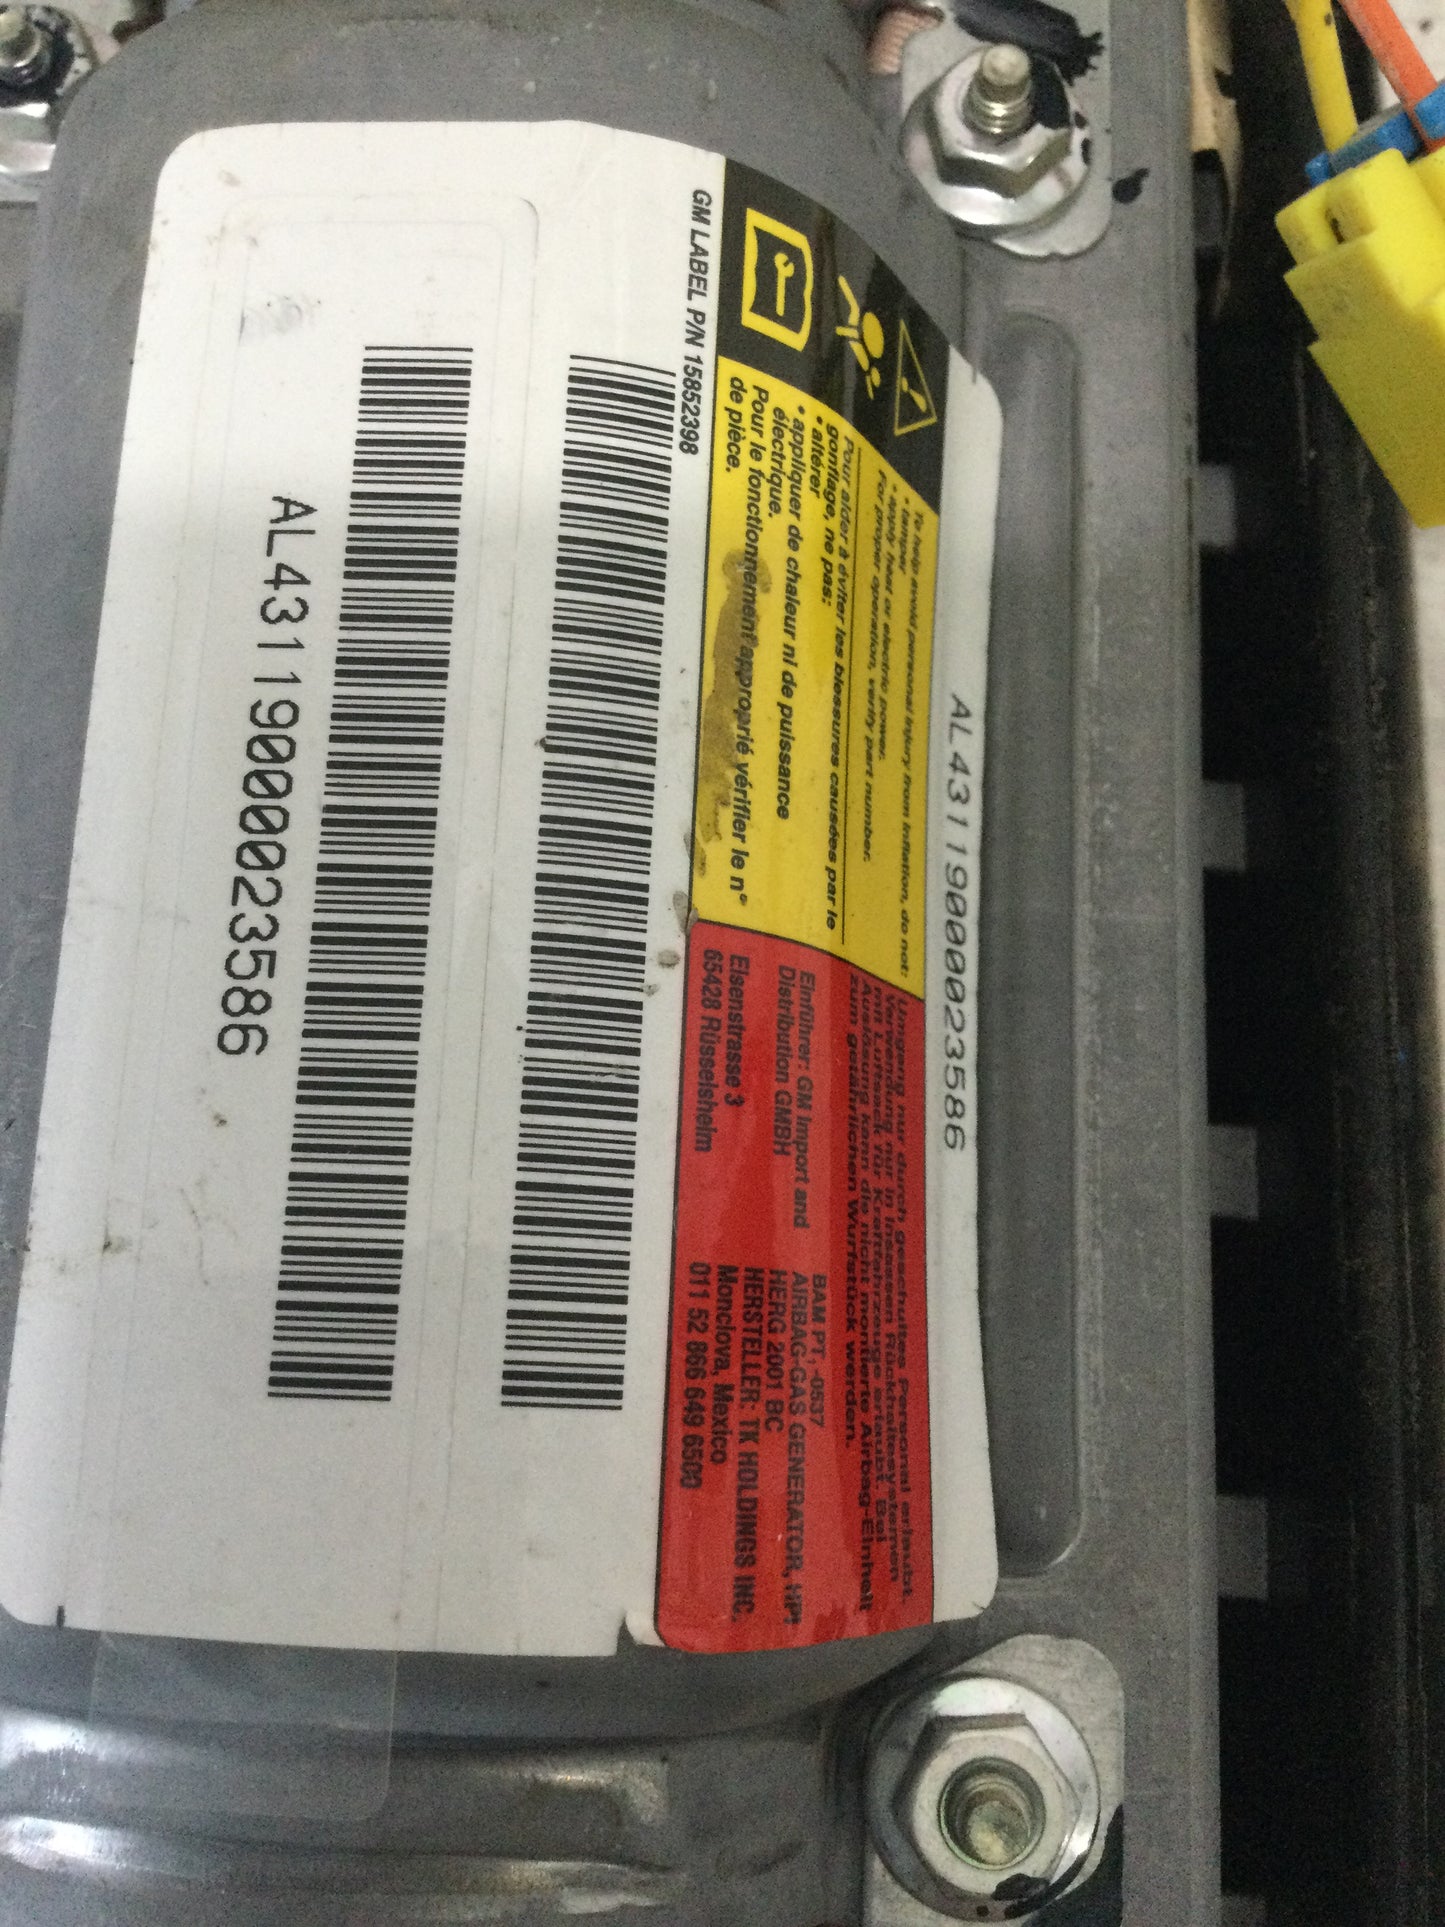 AL431190000023586
To help avoid personal injury from inflation, do not:
• tamper
• apply heat or electric power.
For proper operation, verify part number.
Pour aider à éviter les blessures causées par le
gonflage, ne pas:
• altérer
• appliquer de chaleur ni de puissance
électrique.
Pour le fonctionnement approprié vérifier le n°
de pièce.
Umgang nur durch geschultes Personal erlaubt.
Verwendung nur in Insassen Rückhaltesystemen
mit Luftsack für Kraftfahrzeuge erlaubt. Bei
Auslösung kann die nicht montierte Airbag-Einheit
zum gefährlichen Wurfstück werden.
Einführer: GM Import and
Distribution GMBH
Eisenstrasse 3
65428 Rüsselsheim
BAM PT, -0537
AIRBAG-GAS GENERATOR, HPI
HERG 2001 BC
HERSTELLER: TK HOLDINGS INC.
Monclova, Mexico
011 52 866 649 6500
GM LABEL P/N 15852398
AL431190000023586